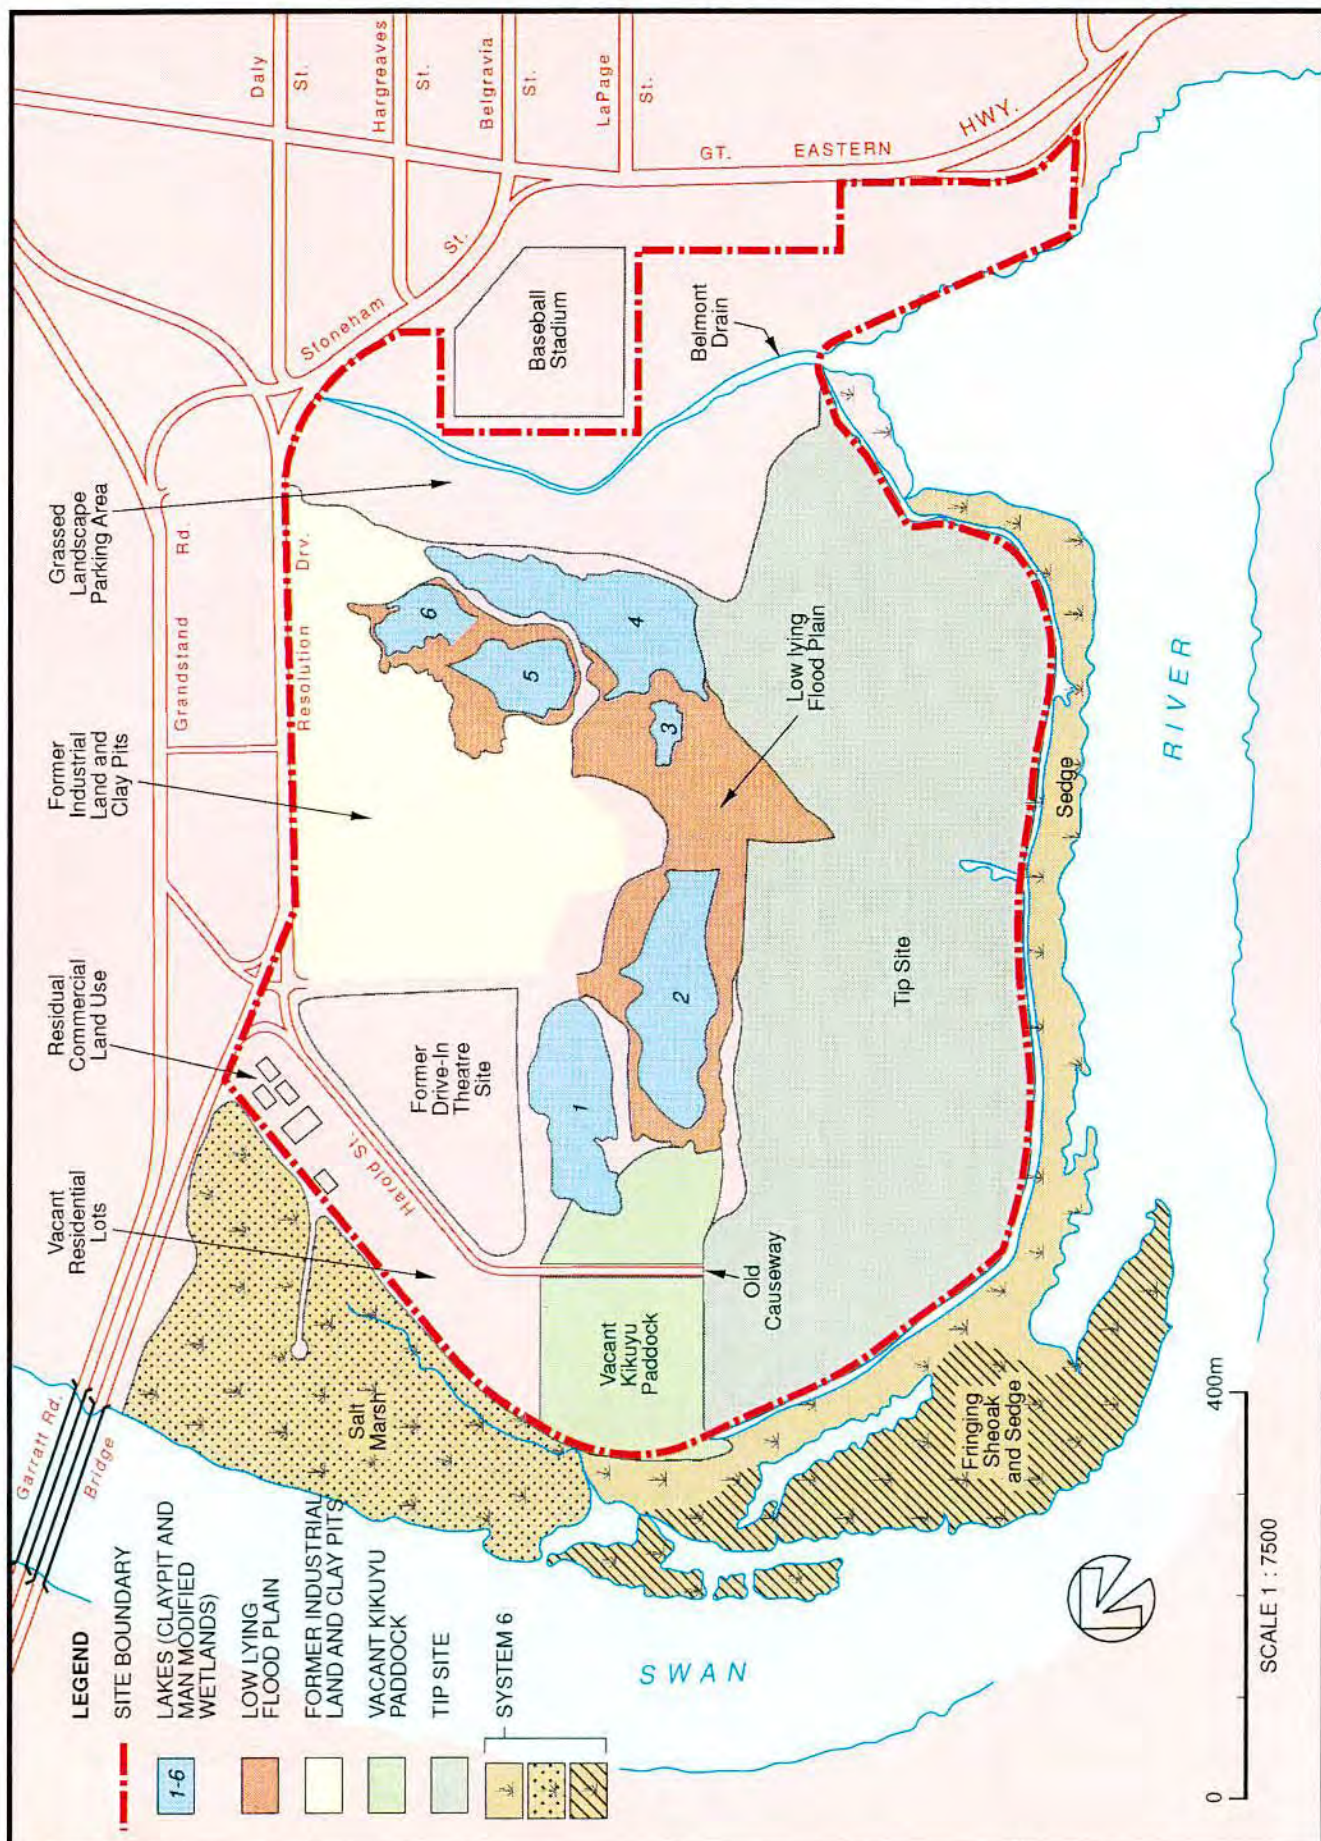 Daly
St.
Hargreaves
St.
Belgravia
St.
LaPage
St.
GT. EASTERN HWY.
Stoneham St.
Baseball
Stadium
Belmont
Drain
Grassed
Landscape
Parking Area
Grandstand Rd.
Resolution Drv.
Former
Industrial
Land and
Clay Pits
Residual
Commercial
Land Use
Vacant
Residential
Lots
6
5
4
3
2
1
Low lying
Flood Plain
Former
Drive-In
Theatre
Site
Harold St.
Tip Site
Sedge
RIVER
Old
Causeway
Vacant
Kikuyu
Paddock
Salt
Marsh
Fringing
Sheoak
and Sedge
Garratt Rd.
Bridge
SWAN
LEGEND
SITE BOUNDARY
1-6
LAKES (CLAYPIT AND
MAN MODIFIED
WETLANDS)
LOW LYING
FLOOD PLAIN
FORMER INDUSTRIAL
LAND AND CLAY PITS
VACANT KIKUYU
PADDOCK
TIP SITE
SYSTEM 6
0
400m
SCALE 1 : 7500